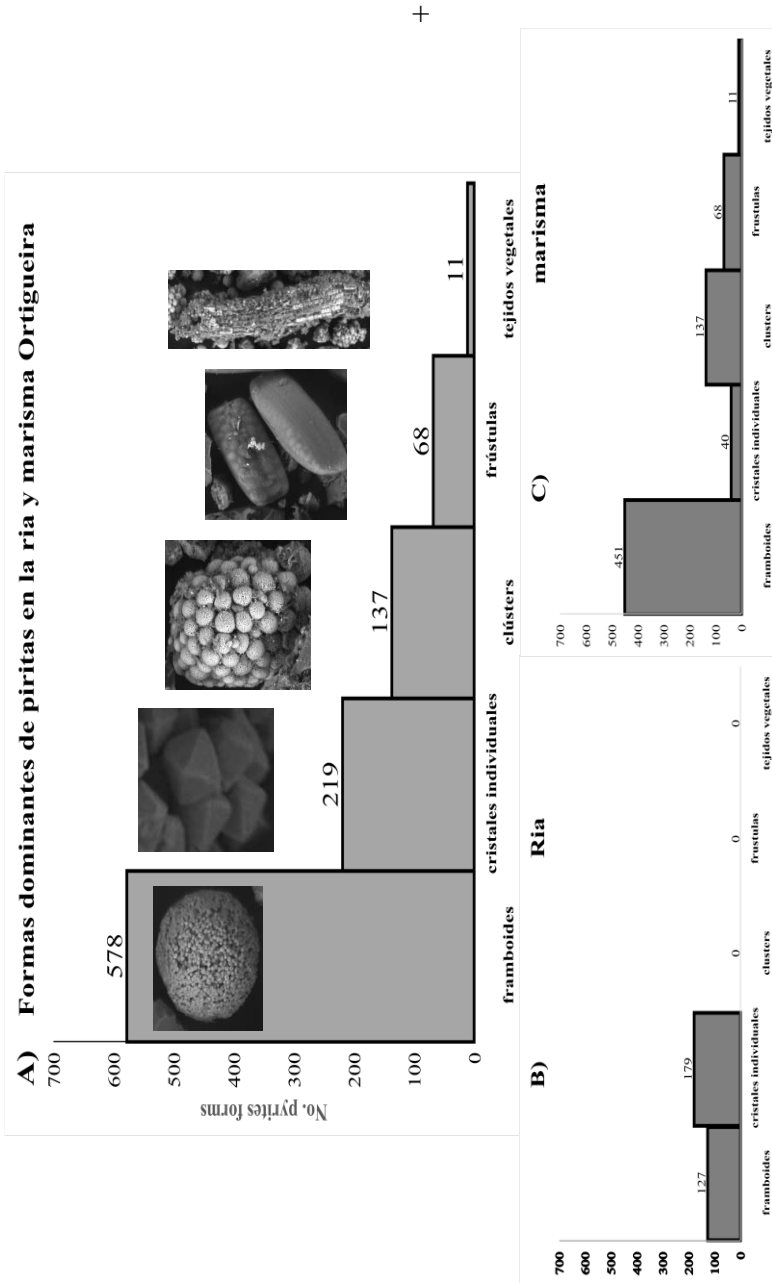 +
A) Formas dominantes de piritas en la ria y marisma Ortigueira
No. pyrites forms
700
600
500
400
300
200
100
0
578
219
137
68
11
framboides
cristales individuales
clústers
frústulas
tejidos vegetales
B) Ria
700
600
500
400
300
200
100
0
127
179
0
0
0
framboides
cristales individuales
clusters
frustulas
tejidos vegetales
C) marisma
700
600
500
400
300
200
100
0
451
40
137
68
11
framboides
cristales individuales
clusters
frustulas
tejidos vegetales